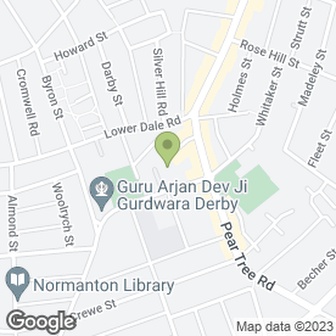 Howard St
Cromwell Rd
Byron St
Darby St
Silver Hill Rd
Rose Hill St
Strutt St
Madeley St
Whitaker St
Holmes St
Fleet St
Lower Dale Rd
Guru Arjan Dev Ji
Gurdwara Derby
Woolrych St
Almond St
Pear Tree Rd
Normanton Library
Crewe St
Becher St
Map data ©2023